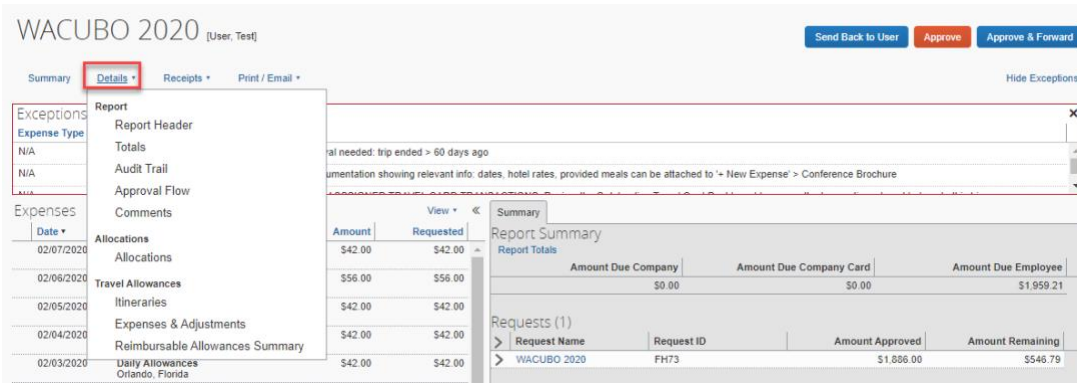 WACUBO 2020 [User, Test]
Send Back to User Approve Approve & Forward
Summary Details Receipts Print / Email Hide Exceptions
Exceptions
Expense Type
N/A
N/A
needed: trip ended > 60 days ago
showing relevant info: dates, hotel rates, provided meals can be attached to '+ New Expense' > Conference Brochure
Report
Report Header
Totals
Audit Trail
Approval Flow
Comments
Allocations
Allocations
Travel Allowances
Itineraries
Expenses & Adjustments
Reimbursable Allowances Summary
Expenses View
Date Amount Requested
02/07/2020 $42.00 $42.00
02/06/2020 $56.00 $56.00
02/05/2020 $42.00 $42.00
02/04/2020 $42.00 $42.00
02/03/2020 Daily Allowances $42.00 $42.00
Orlando, Florida
Summary
Report Summary
Report Totals
Amount Due Company Amount Due Company Card Amount Due Employee
$0.00 $0.00 $1,959.21
Requests (1)
Request Name Request ID Amount Approved Amount Remaining
WACUBO 2020 FH73 $1,886.00 $546.79